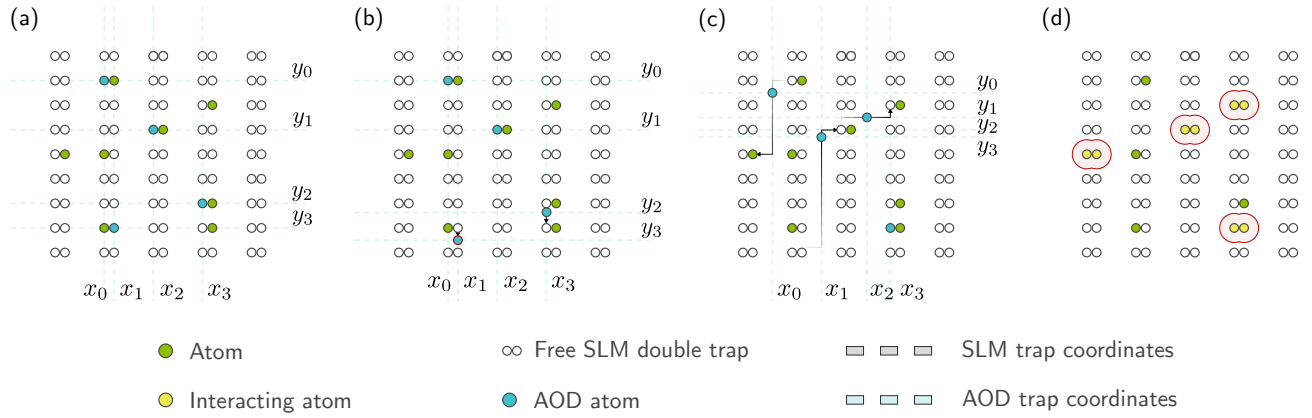 (a)
(b)
(c)
(d)
y0
y1
y2
y3
x0 x1 x2 x3
y0
y1
y2
y3
x0 x1 x2 x3
y0
y1
y2
y3
x0 x1 x2 x3
Atom
Free SLM double trap
SLM trap coordinates
Interacting atom
AOD atom
AOD trap coordinates